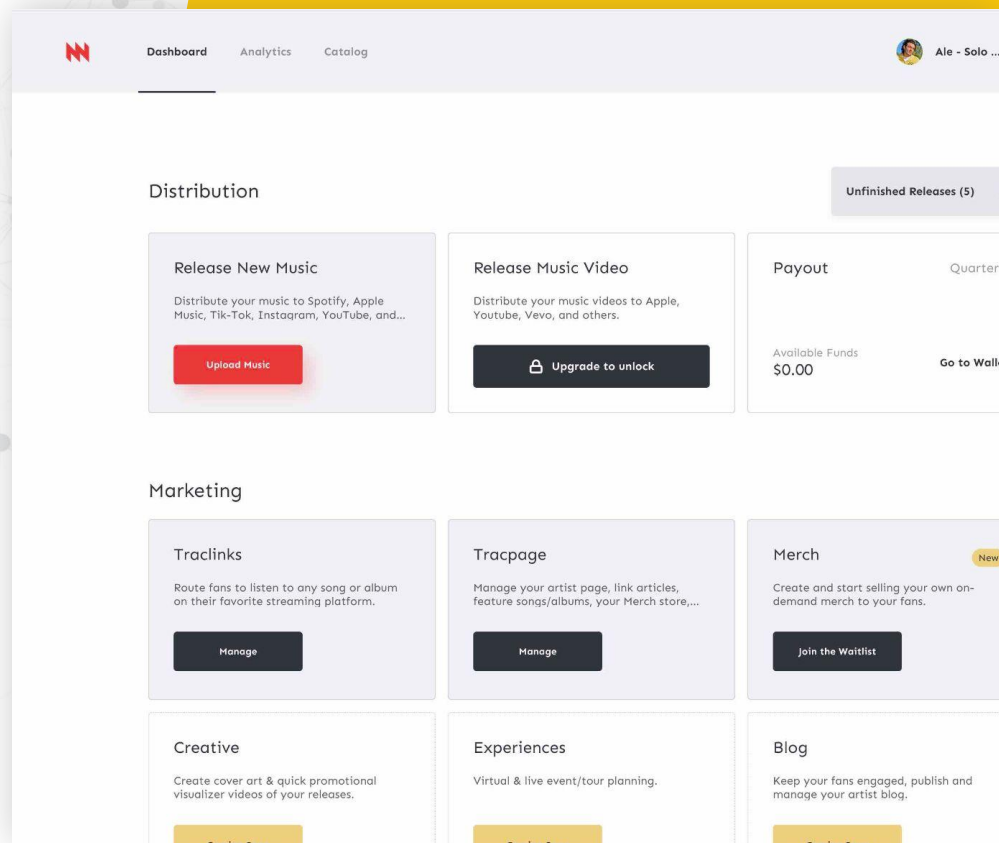 Dashboard
Analytics
Catalog
Ale - Solo ...
Distribution
Unfinished Releases (5)
Release New Music
Distribute your music to Spotify, Apple
Music, Tik-Tok, Instagram, YouTube, and...
Upload Music
Release Music Video
Distribute your music videos to Apple,
Youtube, Vevo, and others.
Upgrade to unlock
Payout
Quarter
Available Funds
$0.00
Go to
Marketing
Traclinks
Route fans to listen to any song or album
on their favorite streaming platform.
Manage
Tracpage
Manage your artist page, link articles,
feature songs/albums, your Merch store,...
Manage
Merch
New
Create and start selling your own on-
demand merch to your fans.
Join the Waitlist
Creative
Create cover art & quick promotional
visualizer videos of your releases.
Experiences
Virtual & live event/tour planning.
Blog
Keep your fans engaged, publish and
manage your artist blog.